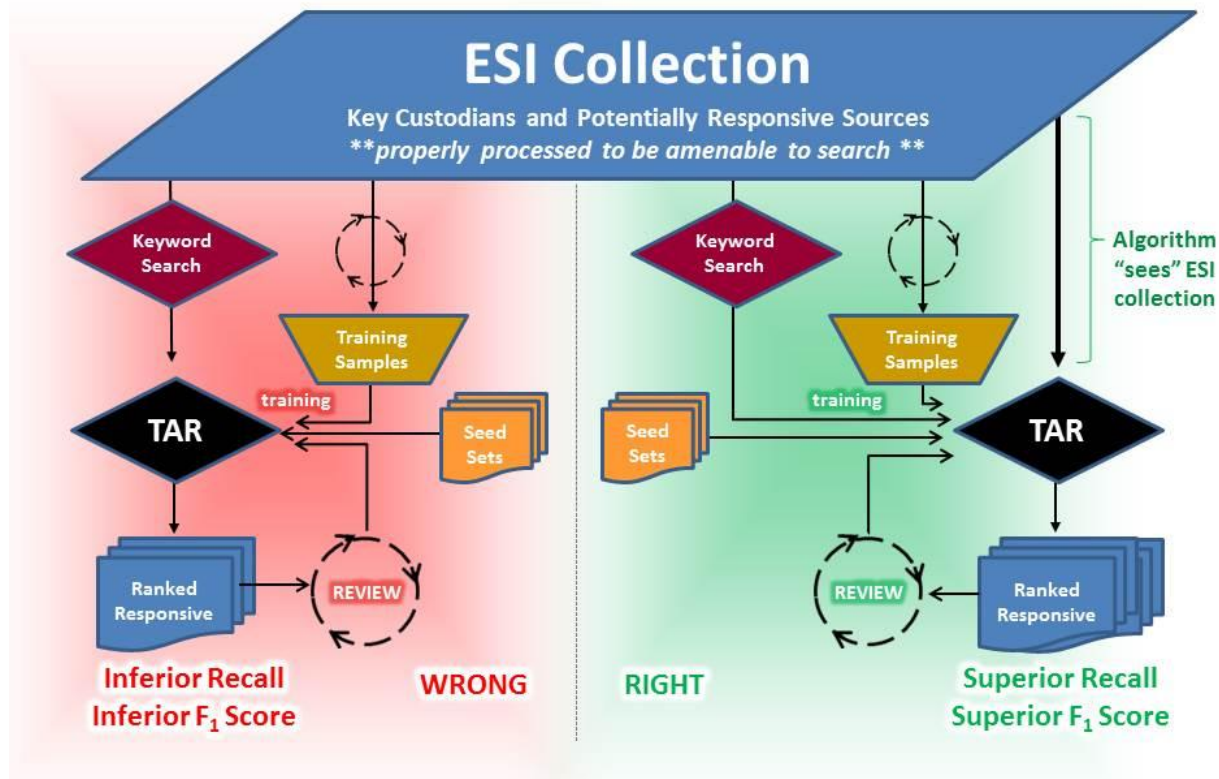 ESI Collection
Key Custodians and Potentially Responsive Sources
**properly processed to be amenable to search **
Keyword
Search
Training
Samples
training
TAR
Seed
Sets
Ranked
Responsive
REVIEW
Inferior Recall
Inferior F₁ Score
WRONG
Keyword
Search
Training
Samples
Algorithm
"sees" ESI
collection
training
Seed
Sets
TAR
REVIEW
Ranked
Responsive
RIGHT
Superior Recall
Superior F₁ Score